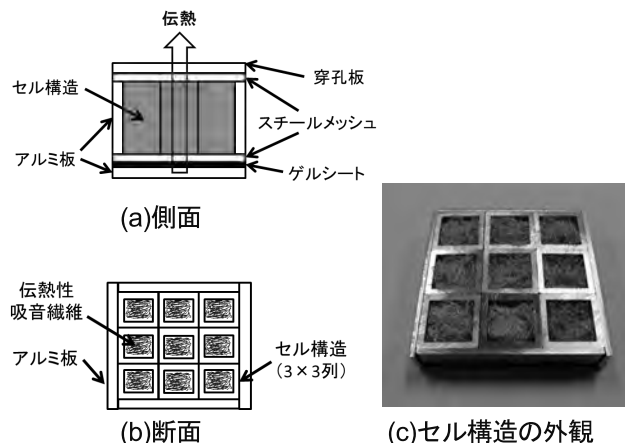 伝熱
穿孔板
セル構造
スチールメッシュ
アルミ板
ゲルシート
(a)側面
伝熱性
吸音繊維
アルミ板
セル構造
(3×3列)
(b)断面
(c)セル構造の外観